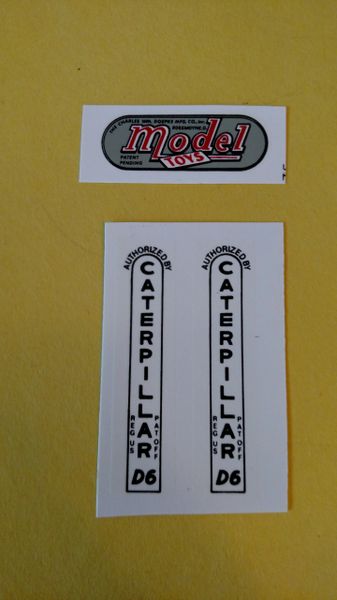 THE CHARLES WM. DOEPKE MFG. CO., INC.
ROSSMOYNE, O.
Model
TOYS
PATENT
PENDING
AUTHORIZED BY
CATERPILLAR
REG US
PAT OFF
D6
AUTHORIZED BY
CATERPILLAR
REG US
PAT OFF
D6